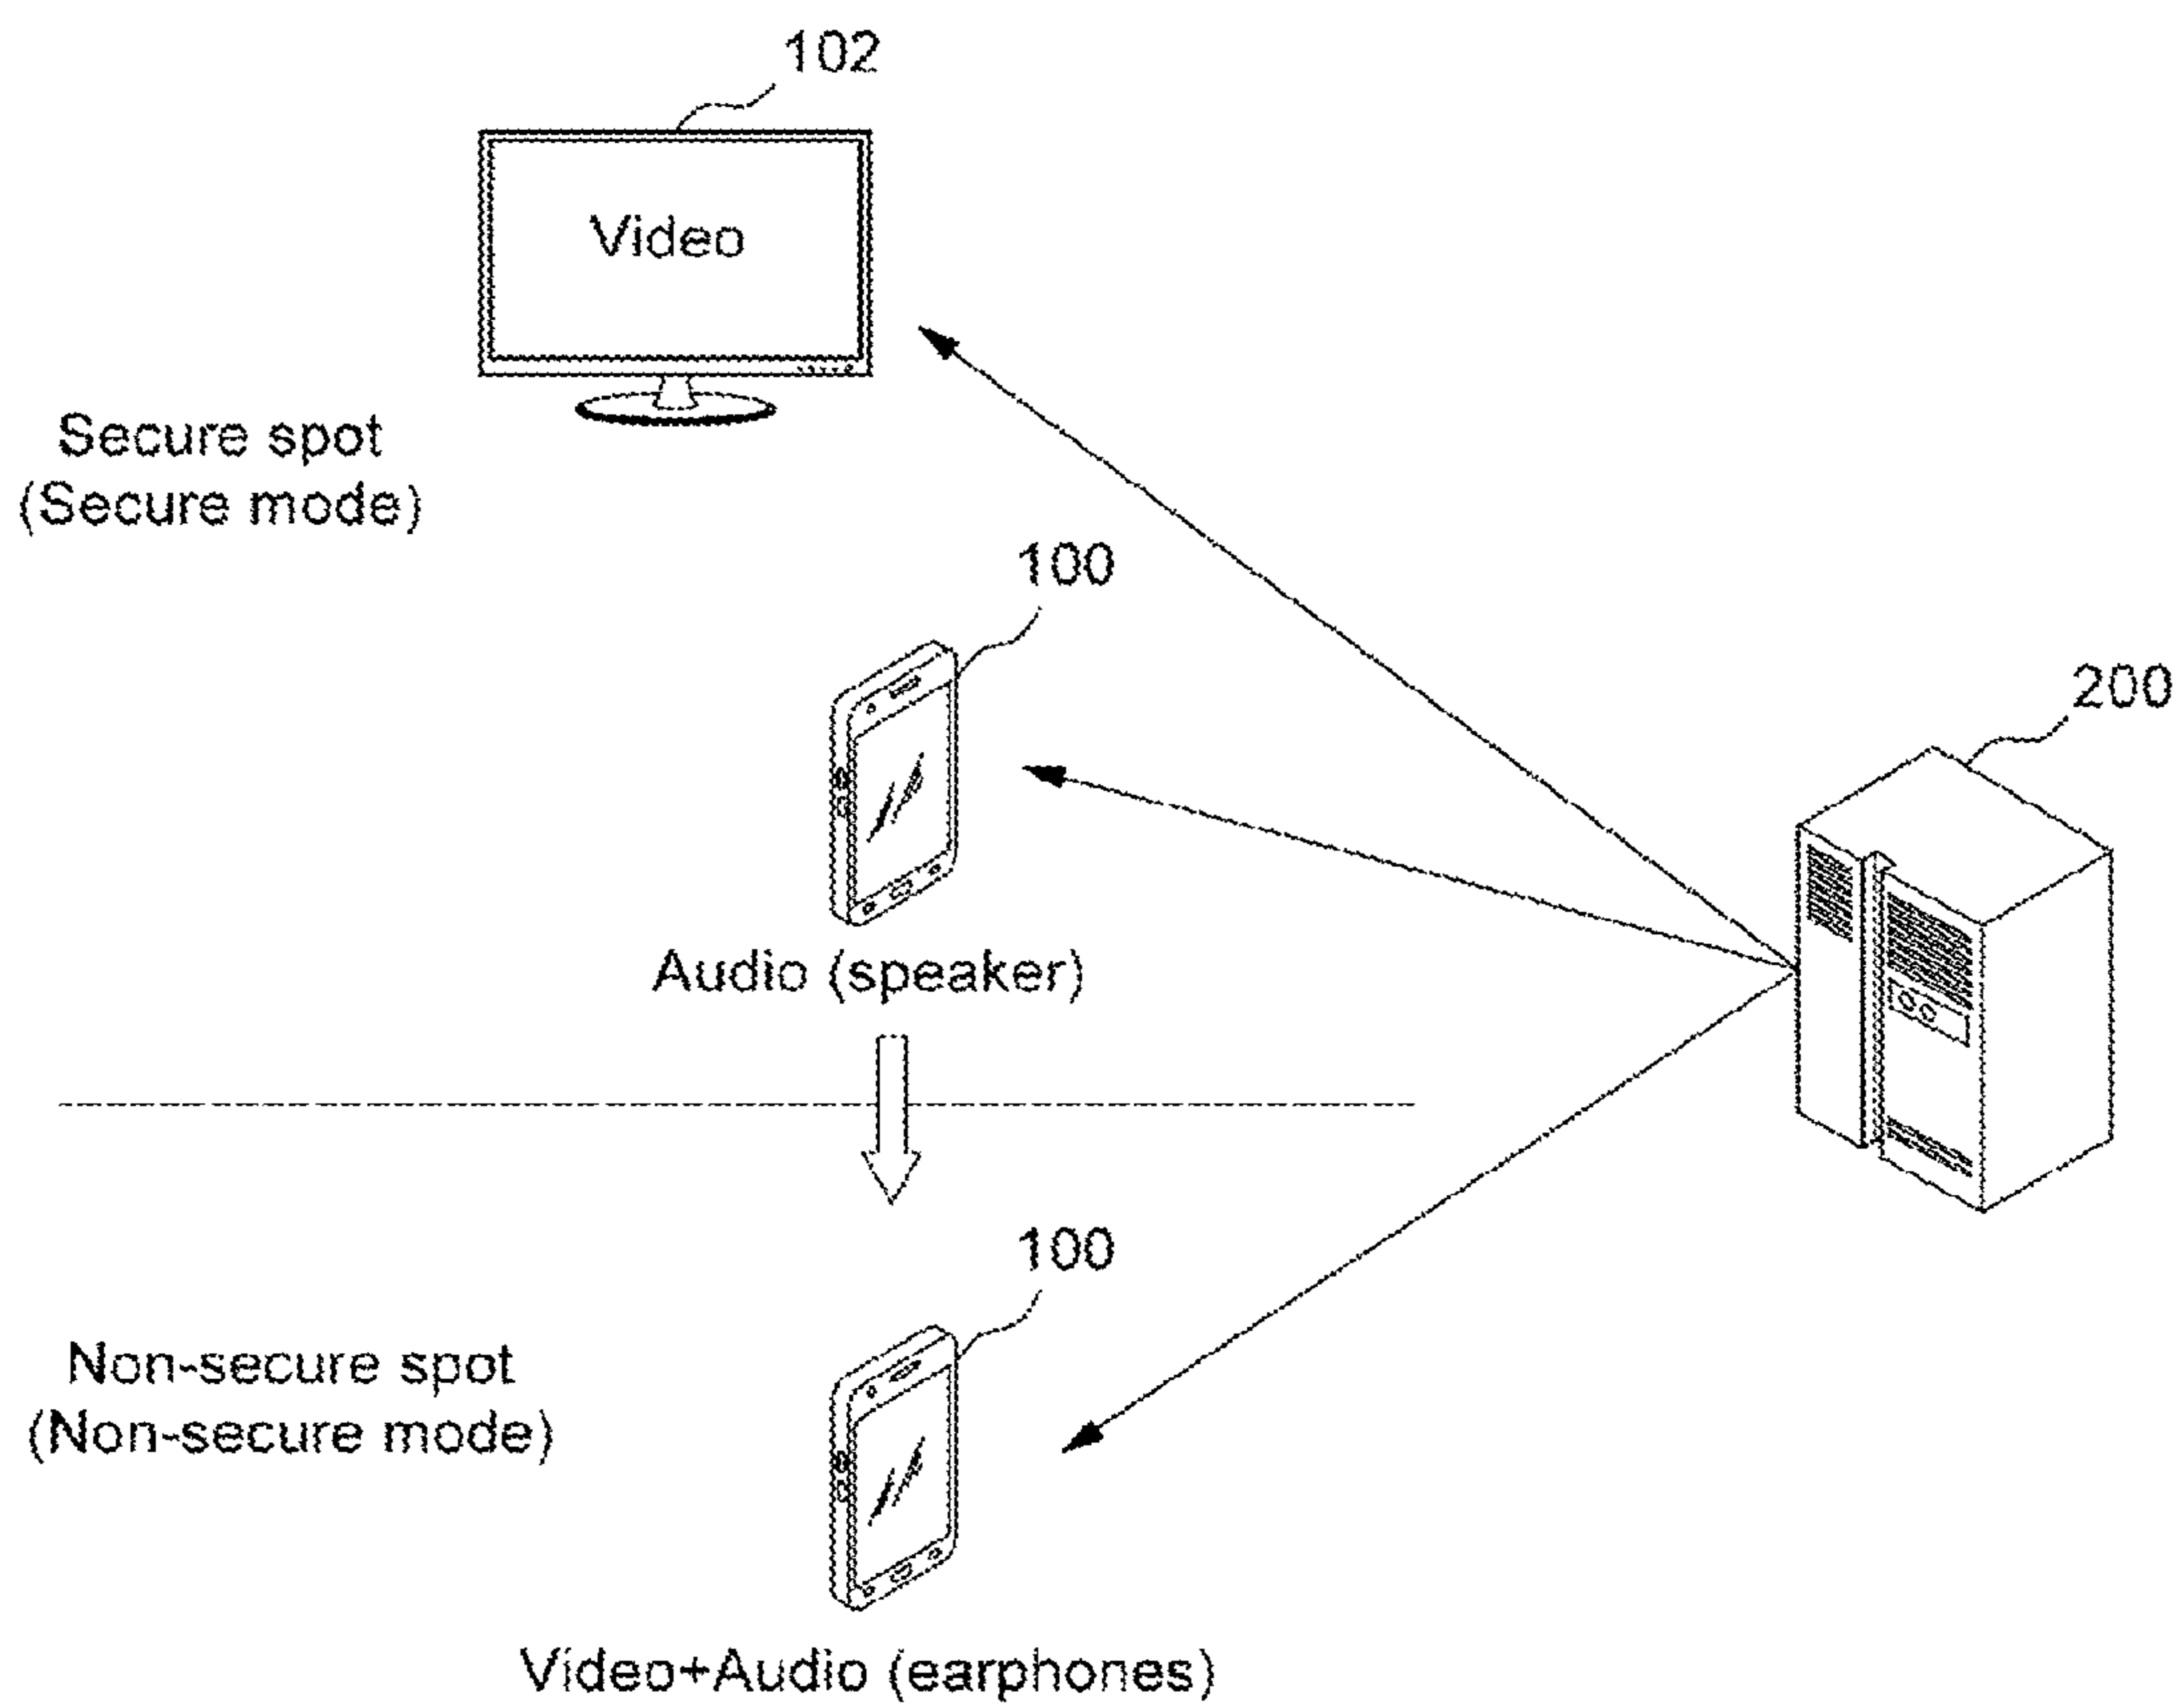 102
Video
Secure spot
(Secure mode)
100
200
Audio (speaker)
100
Non-secure spot
(Non-secure mode)
Video+Audio (earphones)